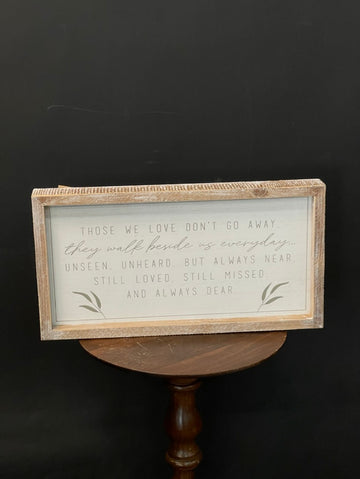 THOSE WE LOVE DON'T GO AWAY,
they walk beside us everyday...
UNSEEN, UNHEARD, BUT ALWAYS NEAR,
STILL LOVED, STILL MISSED
AND ALWAYS DEAR.